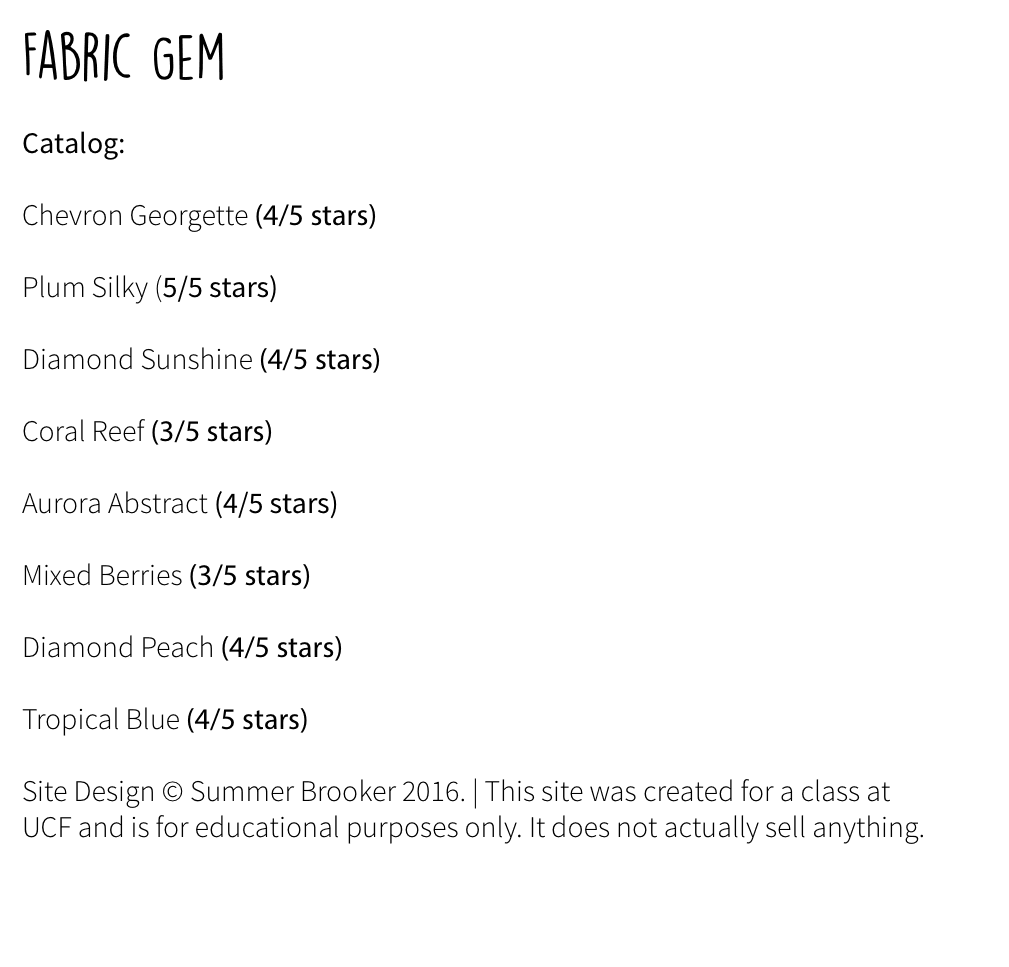 FABRIC GEM
Catalog:
Chevron Georgette (4/5 stars)
Plum Silky (5/5 stars)
Diamond Sunshine (4/5 stars)
Coral Reef (3/5 stars)
Aurora Abstract (4/5 stars)
Mixed Berries (3/5 stars)
Diamond Peach (4/5 stars)
Tropical Blue (4/5 stars)
Site Design © Summer Brooker 2016. | This site was created for a class at
UCF and is for educational purposes only. It does not actually sell anything.